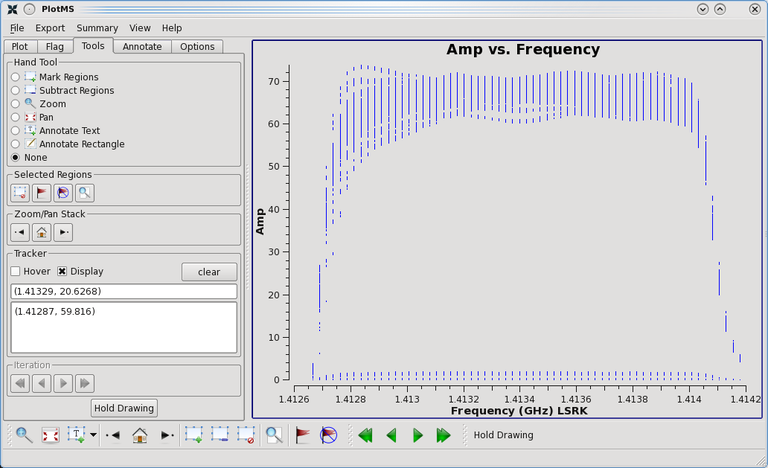 PlotMS
File Export Summary View Help
Plot Flag Tools Annotate Options
Hand Tool
Mark Regions
Subtract Regions
Zoom
Pan
Annotate Text
Annotate Rectangle
None
Selected Regions
Zoom/Pan Stack
Tracker
Hover Display clear
(1.41329, 20.6268)
(1.41287, 59.816)
Iteration
Hold Drawing
Amp vs. Frequency
Amp
70
60
50
40
30
20
10
0
1.4126 1.4128 1.413 1.4132 1.4134 1.4136 1.4138 1.414 1.4142
Frequency (GHz) LSRK
T Hold Drawing